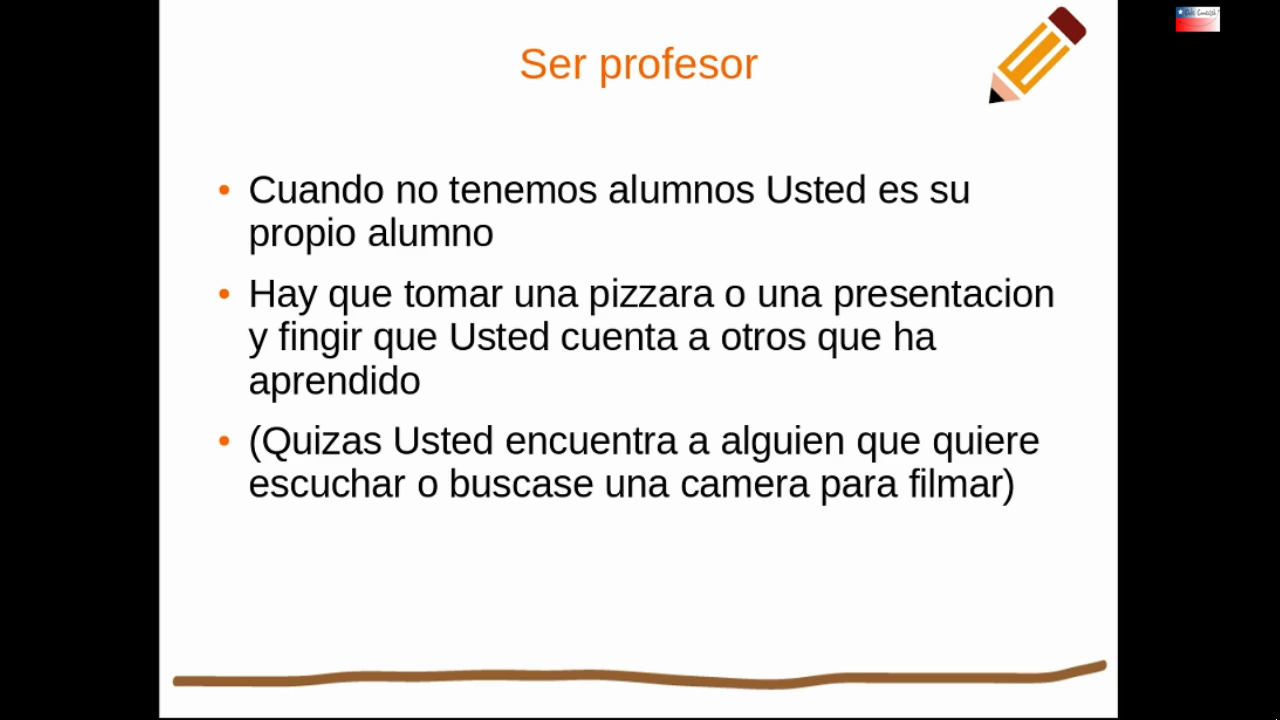 Ser profesor
Cuando no tenemos alumnos Usted es su
propio alumno
Hay que tomar una pizzara o una presentacion
y fingir que Usted cuenta a otros que ha
aprendido
(Quizas Usted encuentra a alguien que quiere
escuchar o buscase una camera para filmar)